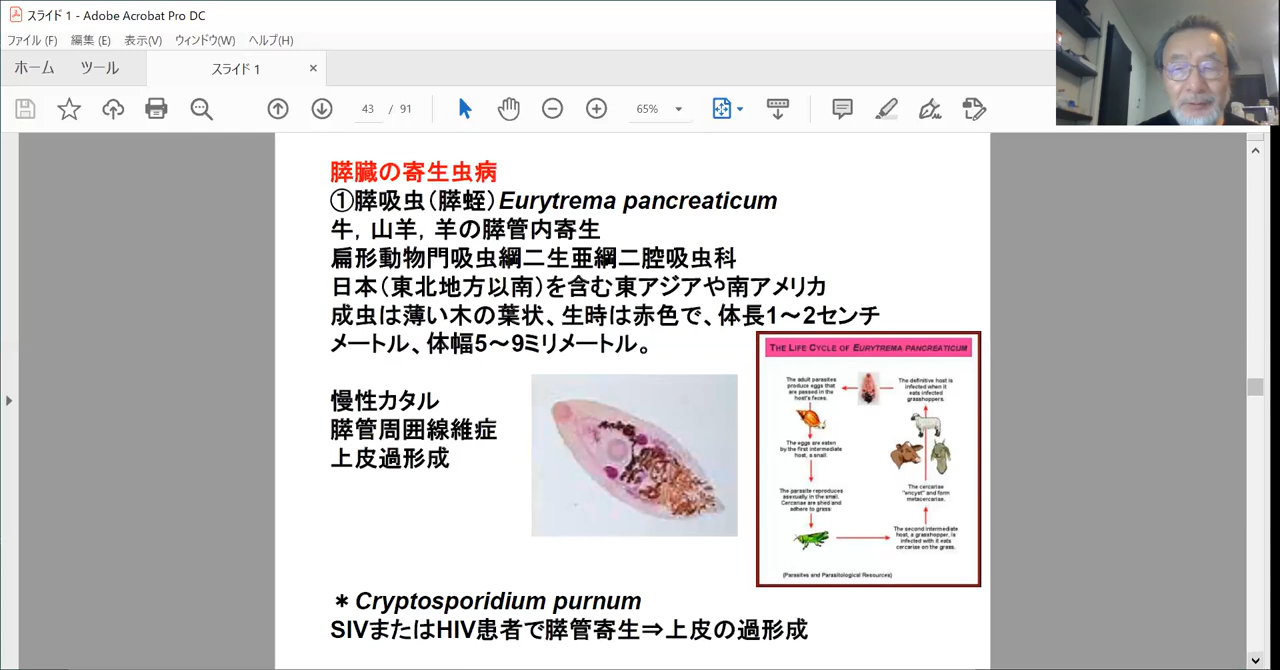 スライド 1 - Adobe Acrobat Pro DC
ファイル (F) 編集 (E) 表示(V) ウィンドウ(W) ヘルプ(H)
ホーム ツール スライド 1 ×
43 / 91 65%
膵臓の寄生虫病
①膵吸虫(膵蛭)Eurytrema pancreaticum
牛, 山羊, 羊の膵管内寄生
扁形動物門吸虫綱二生亜綱二腔吸虫科
日本(東北地方以南)を含む東アジアや南アメリカ
成虫は薄い木の葉状、生時は赤色で、体長1〜2センチ
メートル、体幅5〜9ミリメートル。
慢性カタル
膵管周囲線維症
上皮過形成
THE LIFE CYCLE OF EURYTREMA PANCREATICUM
The adult parasites
produce eggs that
are passed in the
host's feces.
The eggs are eaten
by the first intermediate
host, a snail.
The parasite reproduces
asexually in the snail.
Cercariae are shed and
adhere to grass
The second intermediate
host, a grasshopper, is
infected with it eats
cercariae on the grass.
The cercariae
"encyst" and form
metacercariae.
The definitive host is
infected when it
eats infected
grasshoppers.
(Parasites and Parasitological Resources)
＊Cryptosporidium purnum
SIVまたはHIV患者で膵管寄生⇒上皮の過形成